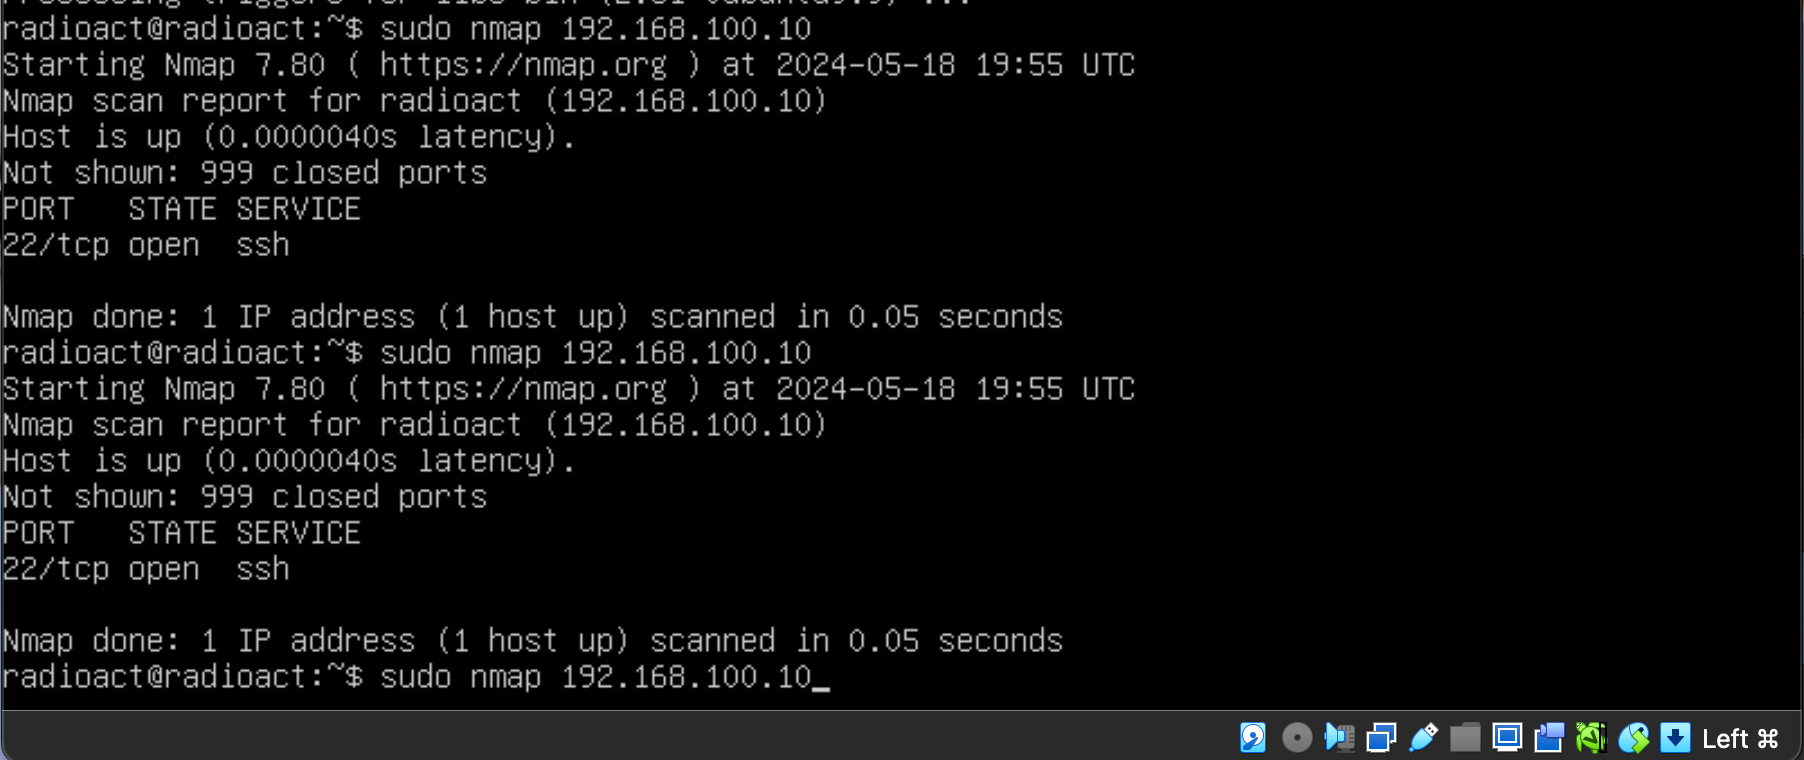 radioact@radioact:~$ sudo nmap 192.168.100.10
Starting Nmap 7.80 ( https://nmap.org ) at 2024-05-18 19:55 UTC
Nmap scan report for radioact (192.168.100.10)
Host is up (0.0000040s latency).
Not shown: 999 closed ports
PORT   STATE SERVICE
22/tcp open  ssh

Nmap done: 1 IP address (1 host up) scanned in 0.05 seconds
radioact@radioact:~$ sudo nmap 192.168.100.10
Starting Nmap 7.80 ( https://nmap.org ) at 2024-05-18 19:55 UTC
Nmap scan report for radioact (192.168.100.10)
Host is up (0.0000040s latency).
Not shown: 999 closed ports
PORT   STATE SERVICE
22/tcp open  ssh

Nmap done: 1 IP address (1 host up) scanned in 0.05 seconds
radioact@radioact:~$ sudo nmap 192.168.100.10_
Left ⌘